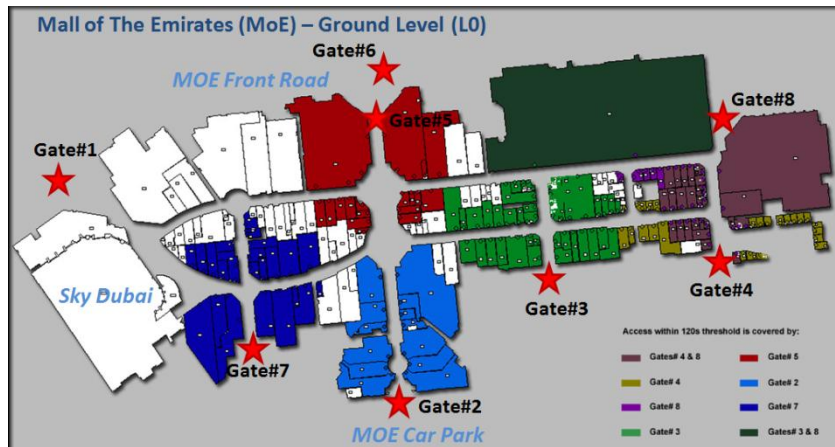 Mall of The Emirates (MoE) – Ground Level (L0)
Gate#6
MOE Front Road
Gate#5
Gate#8
Gate#1
Sky Dubai
Gate#3
Gate#4
Gate#7
Gate#2
MOE Car Park
Access within 120s threshold is covered by:
Gates# 4 & 8
Gate# 5
Gate# 4
Gate# 2
Gate# 8
Gate# 7
Gate# 3
Gates# 3 & 8